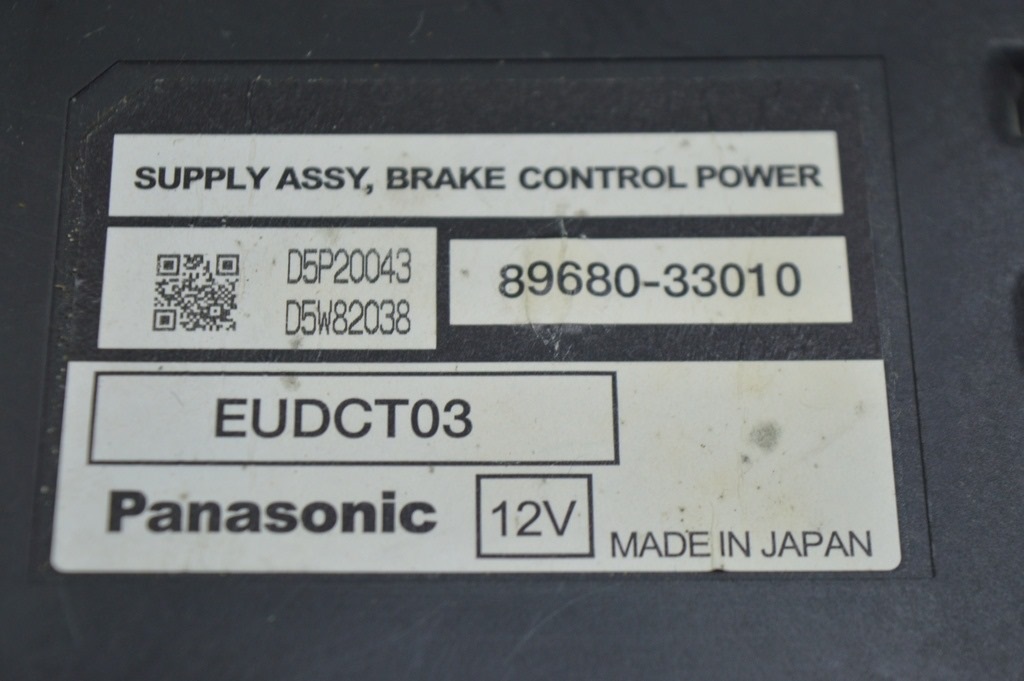 SUPPLY ASSY, BRAKE CONTROL POWER
D5P20043
D5W82038
89680-33010
EUDCT03
Panasonic
12V
MADE IN JAPAN